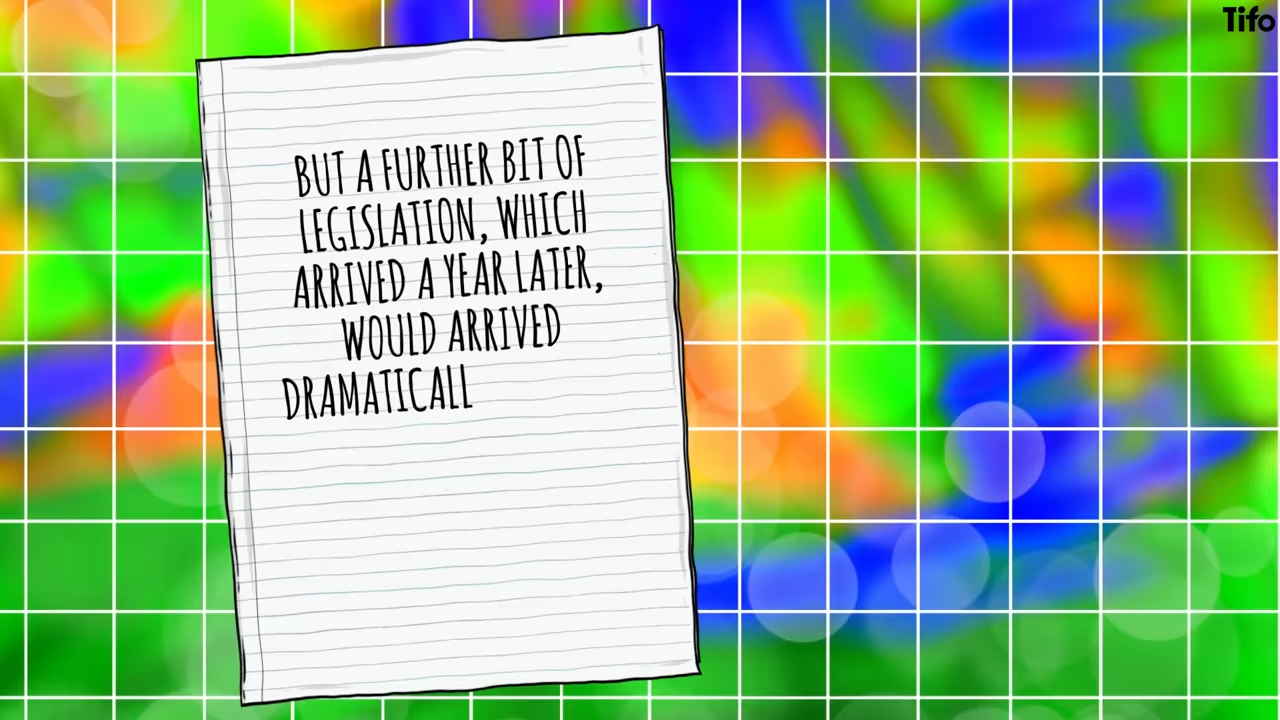 Tifo
BUT A FURTHER BIT OF
LEGISLATION, WHICH
ARRIVED A YEAR LATER,
WOULD ARRIVED
DRAMATICALL